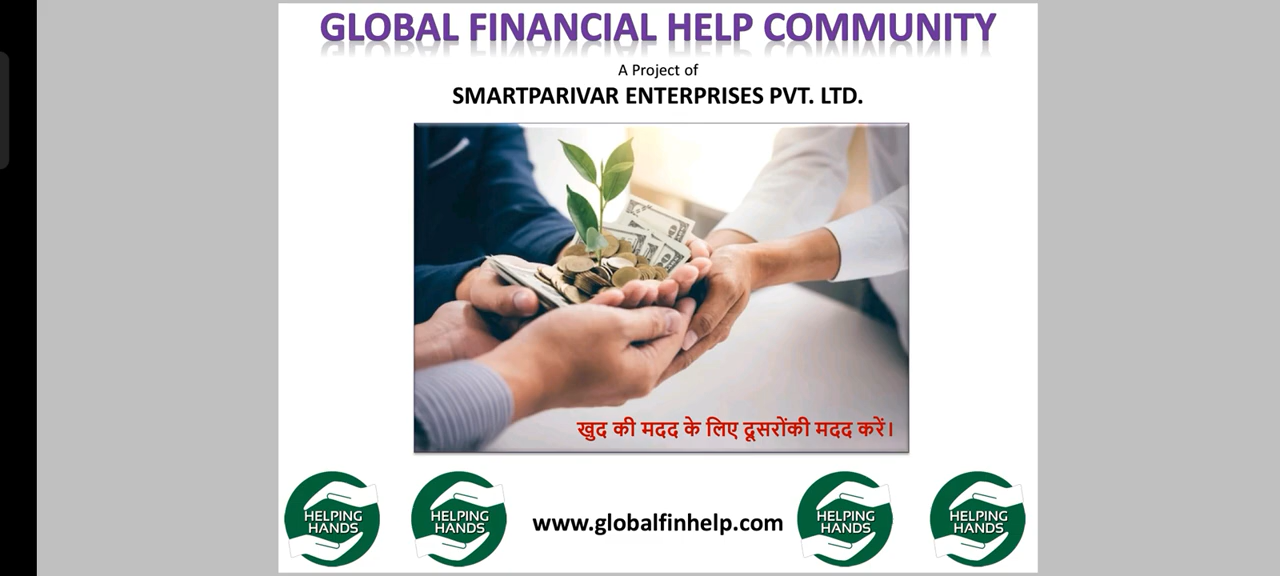 GLOBAL FINANCIAL HELP COMMUNITY
A Project of
SMARTPARIVAR ENTERPRISES PVT. LTD.
खुद की मदद के लिए दूसरोंकी मदद करें।
HELPING
HANDS
HELPING
HANDS
www.globalfinhelp.com
HELPING
HANDS
HELPING
HANDS